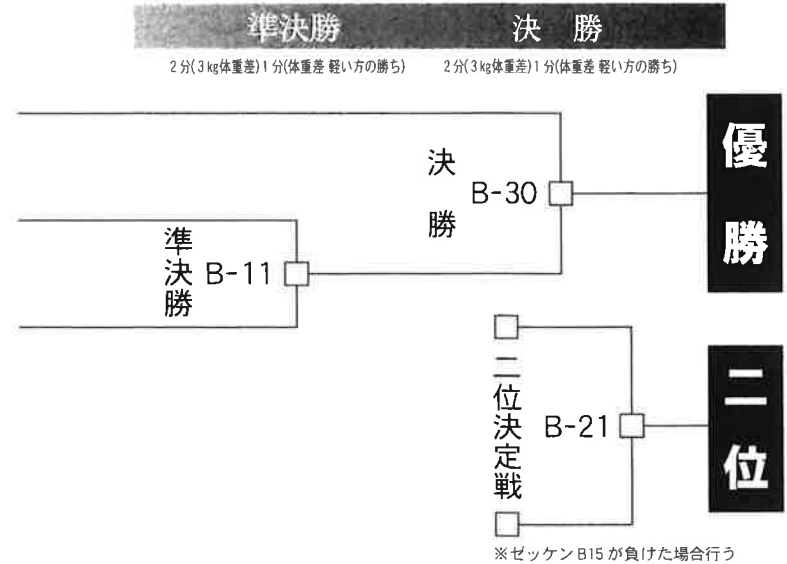 準決勝 決勝
2分(3kg体重差)1分(体重差 軽い方の勝ち) 2分(3kg体重差)1分(体重差 軽い方の勝ち)
決勝
B-30
優勝
準決勝
B-11
二位決定戦
B-21
二位
※ゼッケンB15が負けた場合行う